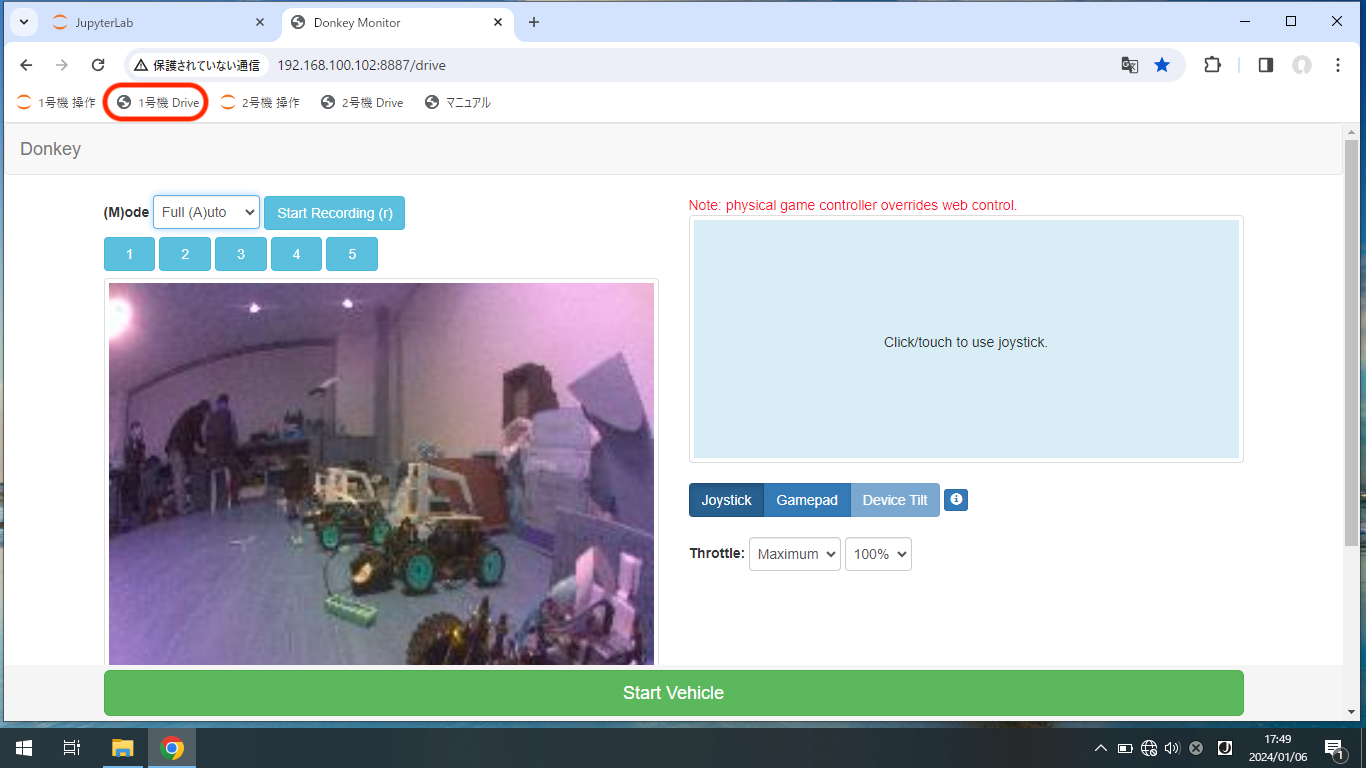 JupyterLab
Donkey Monitor
保護されていない通信 192.168.100.102:8887/drive
1号機 操作 1号機 Drive 2号機 操作 2号機 Drive マニュアル
Donkey
(M)ode Full (A)uto Start Recording (r)
1 2 3 4 5
Note: physical game controller overrides web control.
Click/touch to use joystick.
Joystick Gamepad Device Tilt
Throttle: Maximum 100%
Start Vehicle
17:49
2024/01/06
1